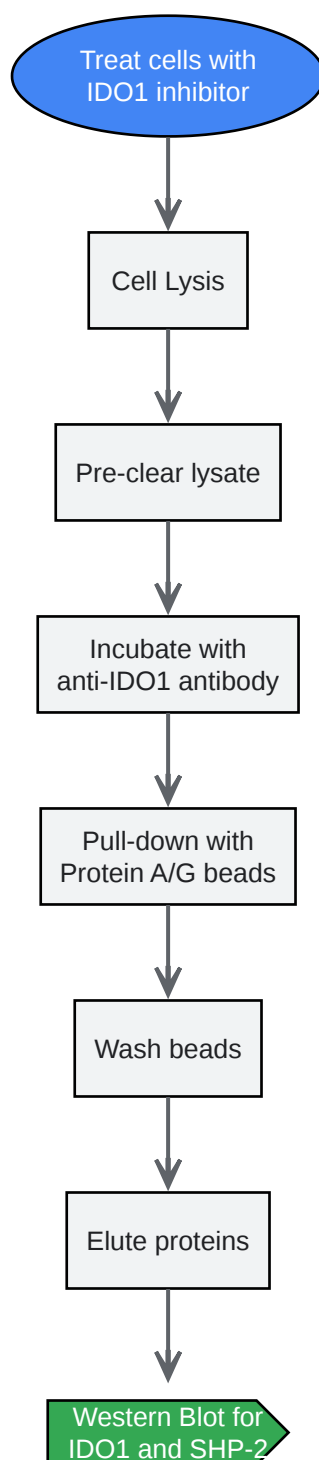 Treat cells with
IDO1 inhibitor
Cell Lysis
Pre-clear lysate
Incubate with
anti-IDO1 antibody
Pull-down with
Protein A/G beads
Wash beads
Elute proteins
Western Blot for
IDO1 and SHP-2